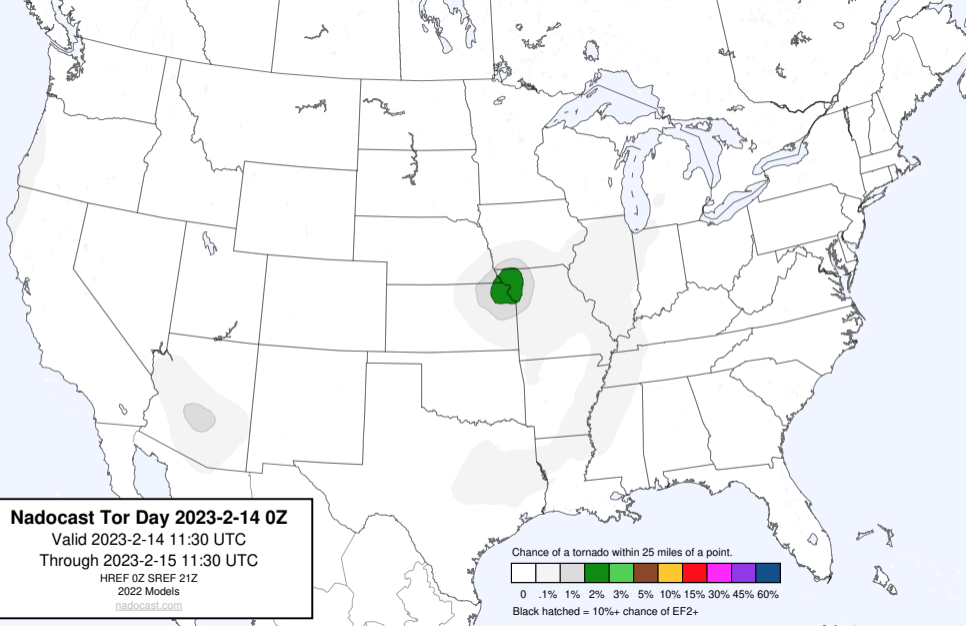 Nadocast Tor Day 2023-2-14 0Z
Valid 2023-2-14 11:30 UTC
Through 2023-2-15 11:30 UTC
HREF 0Z SREF 21Z
2022 Models
nadocast.com
Chance of a tornado within 25 miles of a point.
0 .1% 1% 2% 3% 5% 10% 15% 30% 45% 60%
Black hatched = 10%+ chance of EF2+